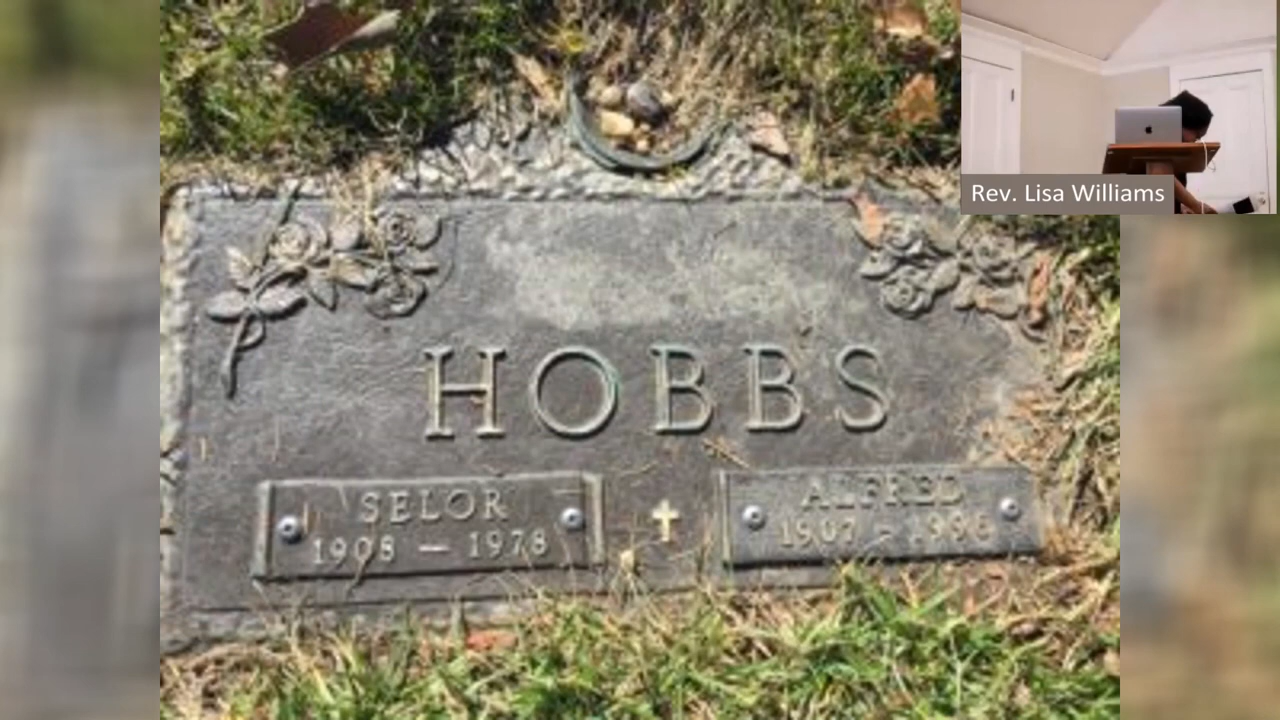 Rev. Lisa Williams
HOBBS
SELOR
1908 — 1978
ALFRED
1907 - 1996